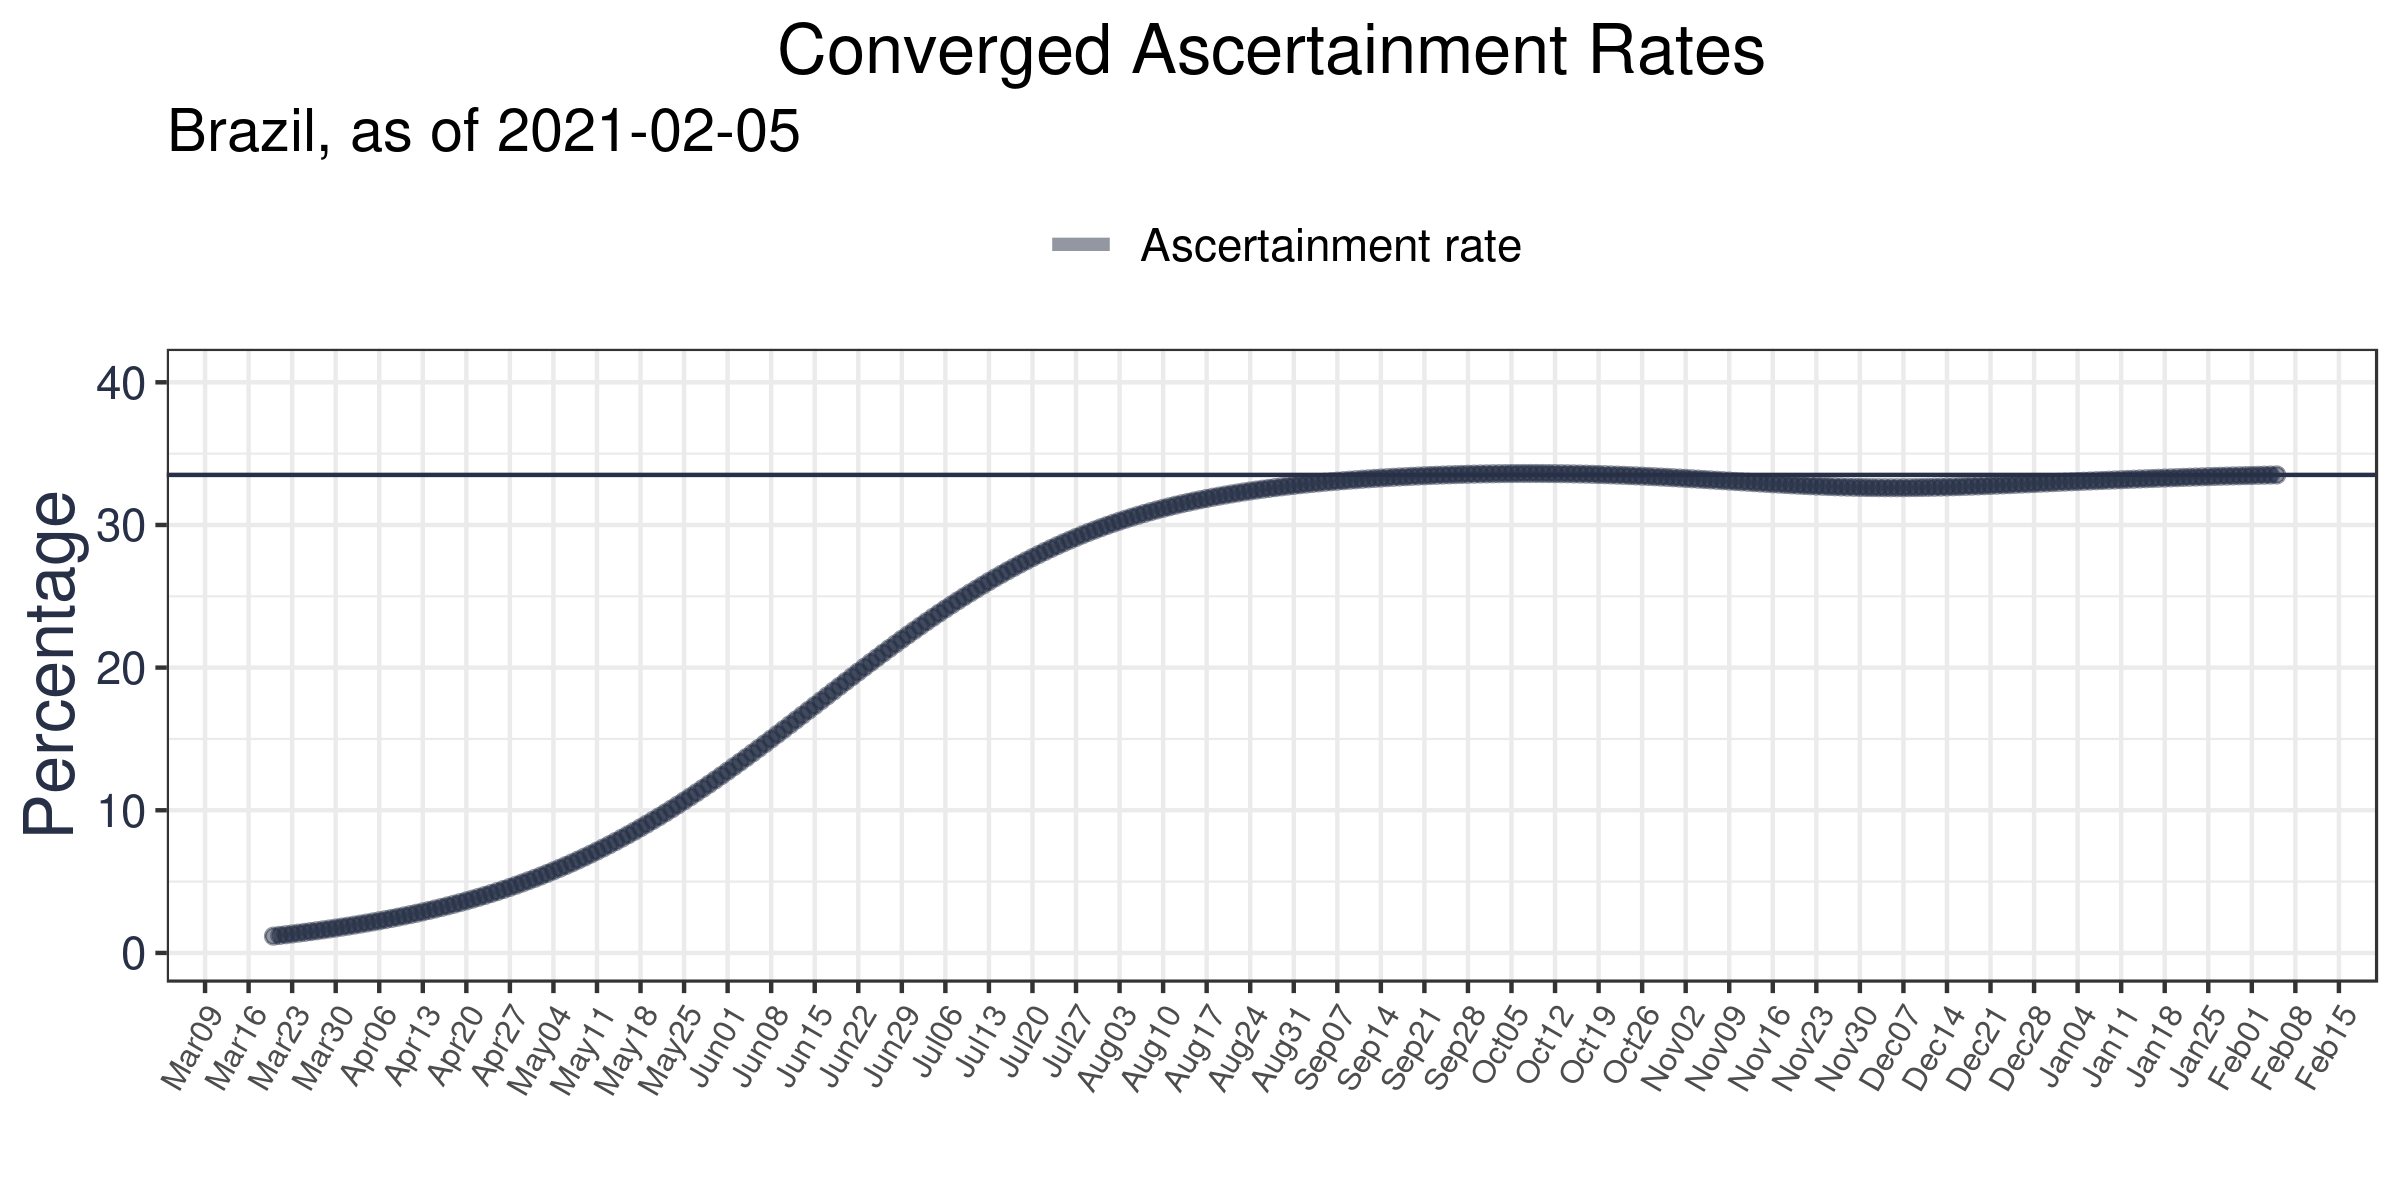 Converged Ascertainment Rates
Brazil, as of 2021-02-05
Ascertainment rate
Percentage
40
30
20
10
0
Mar09 Mar16 Mar23 Mar30 Apr06 Apr13 Apr20 Apr27 May04 May11 May18 May25 Jun01 Jun08 Jun15 Jun22 Jun29 Jul06 Jul13 Jul20 Jul27 Aug03 Aug10 Aug17 Aug24 Aug31 Sep07 Sep14 Sep21 Sep28 Oct05 Oct12 Oct19 Oct26 Nov02 Nov09 Nov16 Nov23 Nov30 Dec07 Dec14 Dec21 Dec28 Jan04 Jan11 Jan18 Jan25 Feb01 Feb08 Feb15